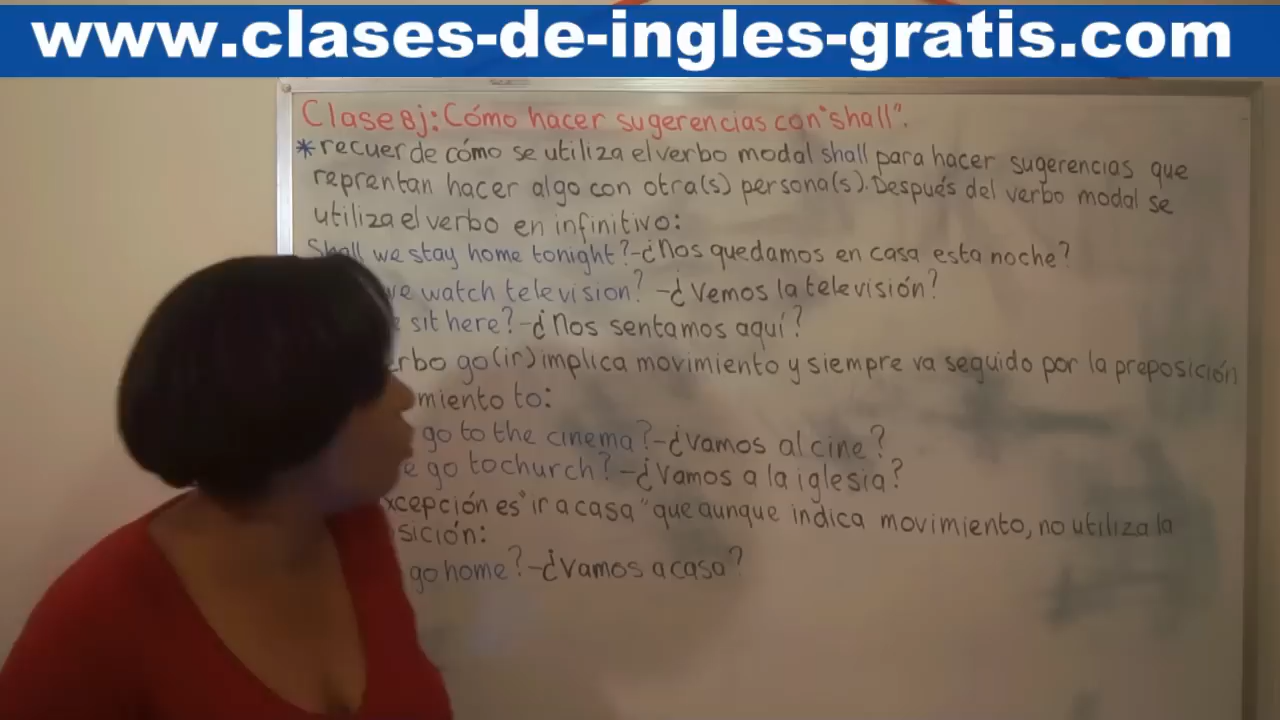 www.clases-de-ingles-gratis.com
Clase 8j: Cómo hacer sugerencias con "shall".
*recuerde cómo se utiliza el verbo modal shall para hacer sugerencias que
reprentan hacer algo con otra(s) persona(s). Después del verbo modal se
utiliza el verbo en infinitivo:
Shall we stay home tonight?-¿Nos quedamos en casa esta noche?
we watch television? -¿Vemos la televisión?
sit here?-¿Nos sentamos aquí?
go(ir) implica movimiento y siempre va seguido por la preposición
to:
go to the cinema?-¿Vamos al cine?
go to church?-¿Vamos a la iglesia?
es "ir a casa" que aunque indica movimiento, no utiliza la
go home?-¿Vamos a casa?